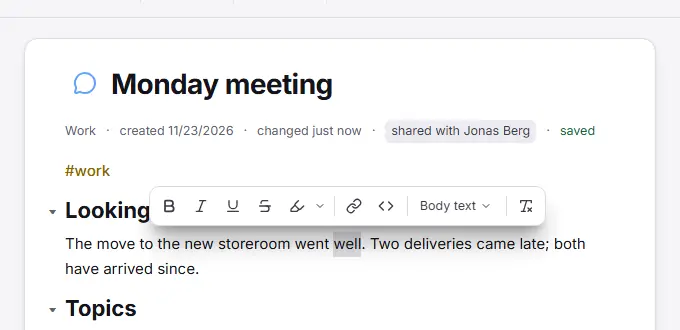 Monday meeting
Work · created 11/23/2026 · changed just now · shared with Jonas Berg · saved
#work
B I U S Body text
Looking
The move to the new storeroom went well. Two deliveries came late; both
have arrived since.
Topics